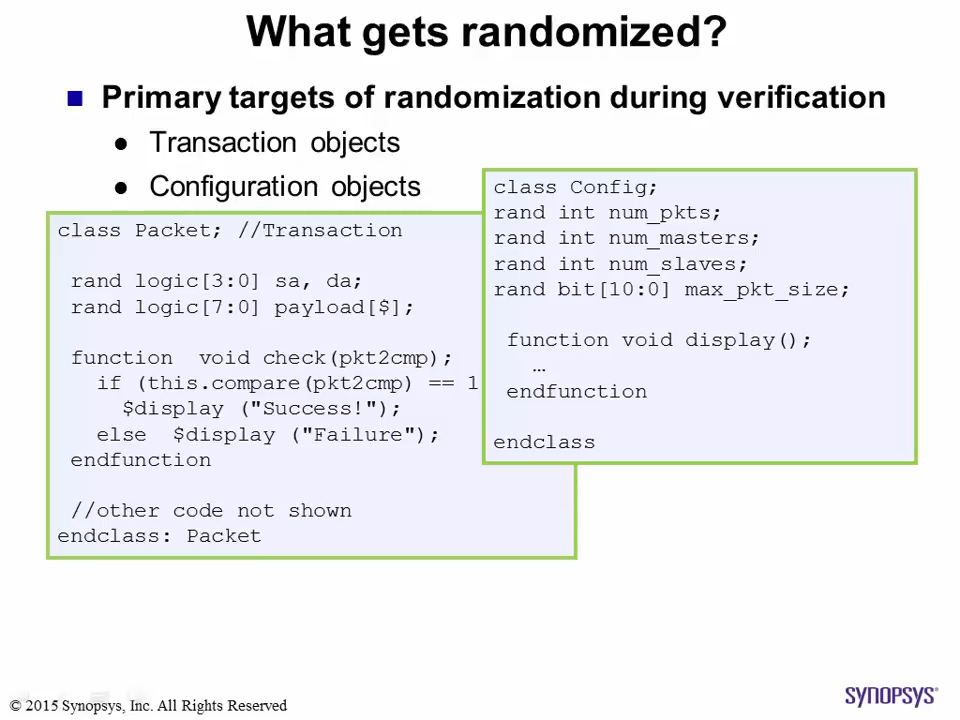 What gets randomized?
Primary targets of randomization during verification
Transaction objects
Configuration objects
class Packet; //Transaction
rand logic[3:0] sa, da;
rand logic[7:0] payload[$];
function void check(pkt2cmp);
if (this.compare(pkt2cmp) == 1
$display ("Success!");
else $display ("Failure");
endfunction
//other code not shown
endclass: Packet
class Config;
rand int num_pkts;
rand int num_masters;
rand int num_slaves;
rand bit[10:0] max_pkt_size;
function void display();
…
endfunction
endclass
© 2015 Synopsys, Inc. All Rights Reserved
SYNOPSYS®